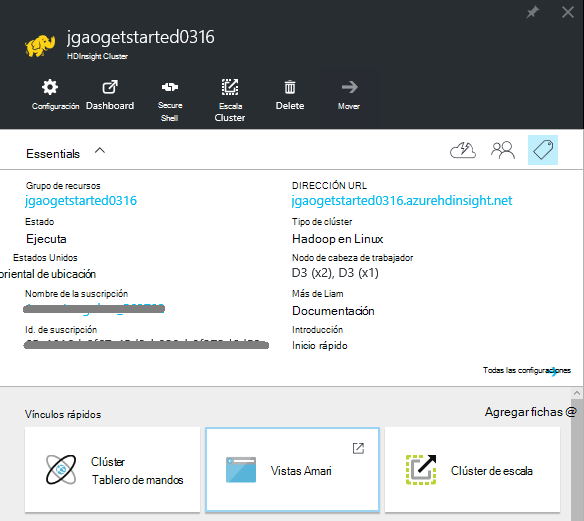 jgaogetstarted0316
HDInsight Cluster
Configuración
Dashboard
Secure
Shell
Escala
Cluster
Delete
Mover
Essentials
Grupo de recursos
jgaogetstarted0316
Estado
Ejecuta
Estados Unidos
oriental de ubicación
Nombre de la suscripción
Id. de suscripción
DIRECCIÓN URL
jgaogetstarted0316.azurehdinsight.net
Tipo de clúster
Hadoop en Linux
Nodo de cabeza de trabajador
D3 (x2), D3 (x1)
Más de Liam
Documentación
Introducción
Inicio rápido
Todas las configuraciones
Vínculos rápidos
Agregar fichas @
Clúster
Tablero de mandos
Vistas Amari
Clúster de escala